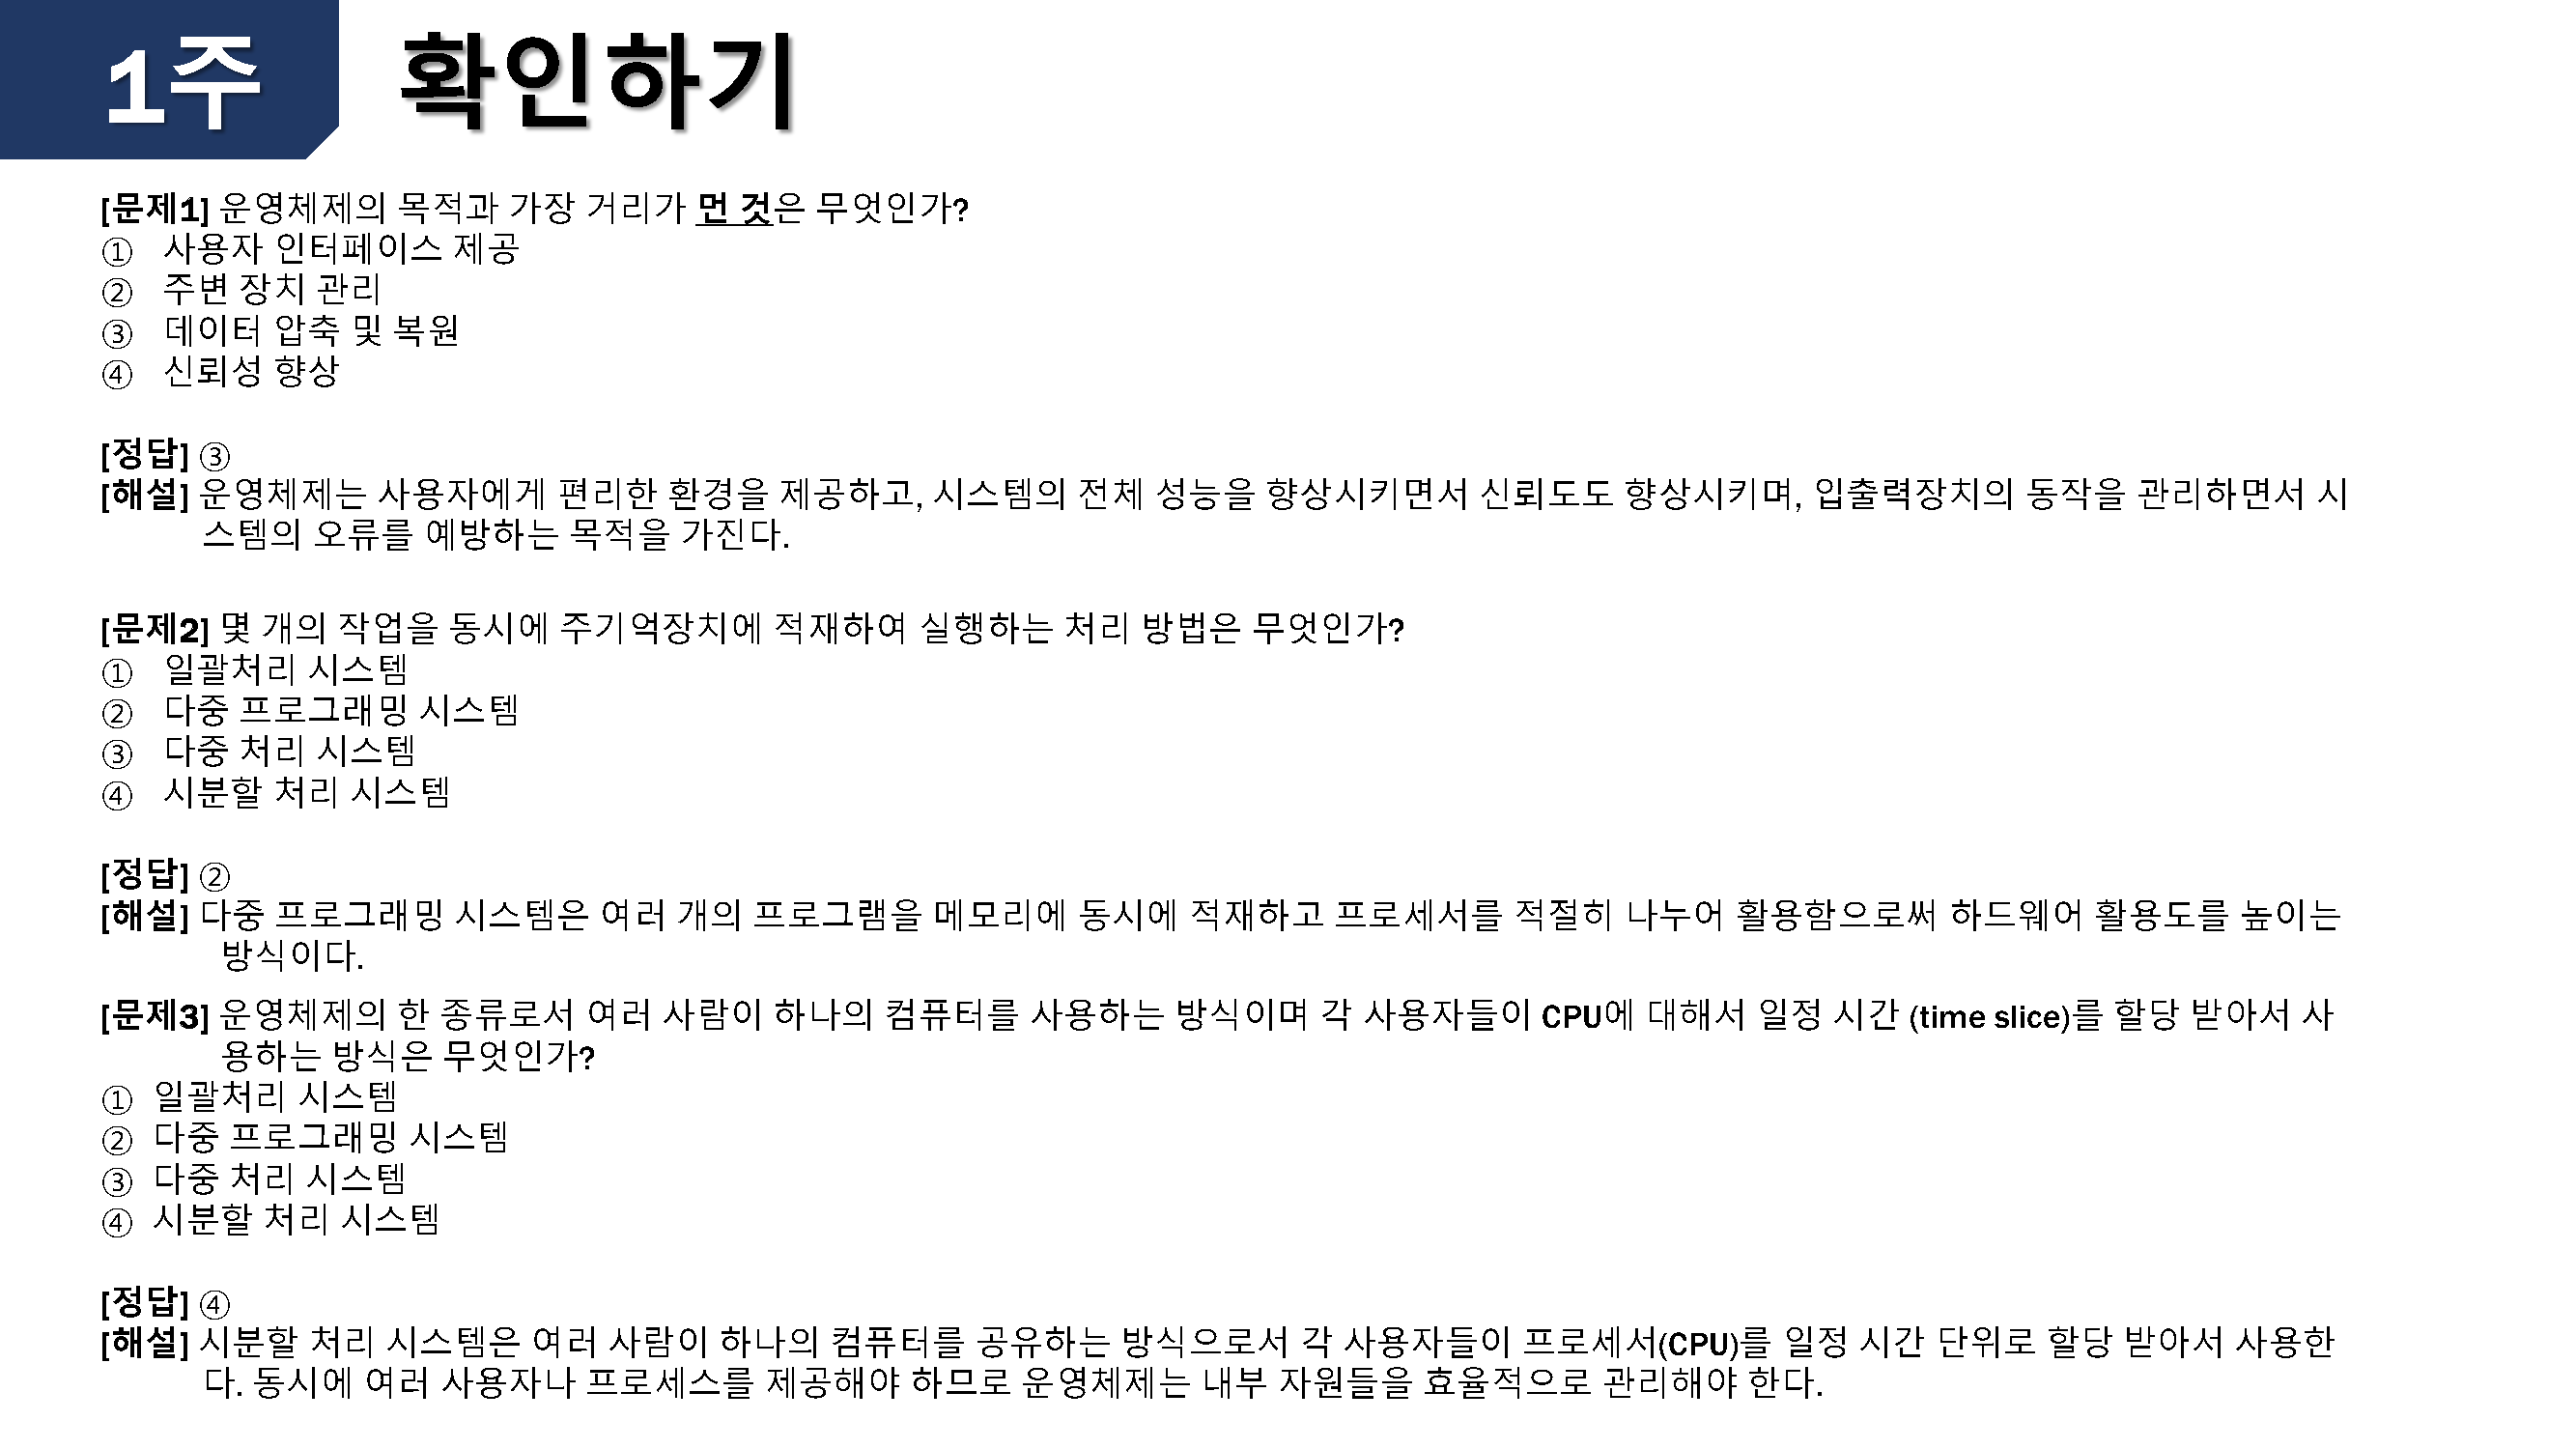 1주 확인하기
[문제1] 운영체제의 목적과 가장 거리가 먼 것은 무엇인가?
① 사용자 인터페이스 제공
② 주변 장치 관리
③ 데이터 압축 및 복원
④ 신뢰성 향상
[정답] ③
[해설] 운영체제는 사용자에게 편리한 환경을 제공하고, 시스템의 전체 성능을 향상시키면서 신뢰도도 향상시키며, 입출력장치의 동작을 관리하면서 시
스템의 오류를 예방하는 목적을 가진다.
[문제2] 몇 개의 작업을 동시에 주기억장치에 적재하여 실행하는 처리 방법은 무엇인가?
① 일괄처리 시스템
② 다중 프로그래밍 시스템
③ 다중 처리 시스템
④ 시분할 처리 시스템
[정답] ②
[해설] 다중 프로그래밍 시스템은 여러 개의 프로그램을 메모리에 동시에 적재하고 프로세서를 적절히 나누어 활용함으로써 하드웨어 활용도를 높이는
방식이다.
[문제3] 운영체제의 한 종류로서 여러 사람이 하나의 컴퓨터를 사용하는 방식이며 각 사용자들이 CPU에 대해서 일정 시간 (time slice)를 할당 받아서 사
용하는 방식은 무엇인가?
① 일괄처리 시스템
② 다중 프로그래밍 시스템
③ 다중 처리 시스템
④ 시분할 처리 시스템
[정답] ④
[해설] 시분할 처리 시스템은 여러 사람이 하나의 컴퓨터를 공유하는 방식으로서 각 사용자들이 프로세서(CPU)를 일정 시간 단위로 할당 받아서 사용한
다. 동시에 여러 사용자나 프로세스를 제공해야 하므로 운영체제는 내부 자원들을 효율적으로 관리해야 한다.